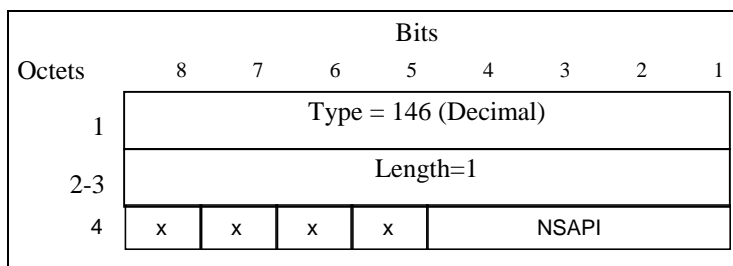 Bits
Octets 8 7 6 5 4 3 2 1
1 Type = 146 (Decimal)
2-3 Length=1
4 x x x x NSAPI